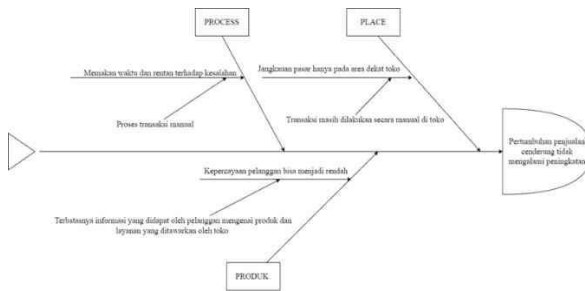 PROCESS
PLACE
Memakan waktu dan rentan terhadap kesalahan
Jangkauan pasar hanya pada area dekat toko
Proses transaksi manual
Transaksi masih dilakukan secara manual di toko
Pertumbuhan penjualan
cenderung tidak
mengalami peningkatan
Kepercayaan pelanggan bisa menjadi rendah
Terbatasnya informasi yang didapat oleh pelanggan mengenai produk dan
layanan yang ditawarkan oleh toko
PRODUK